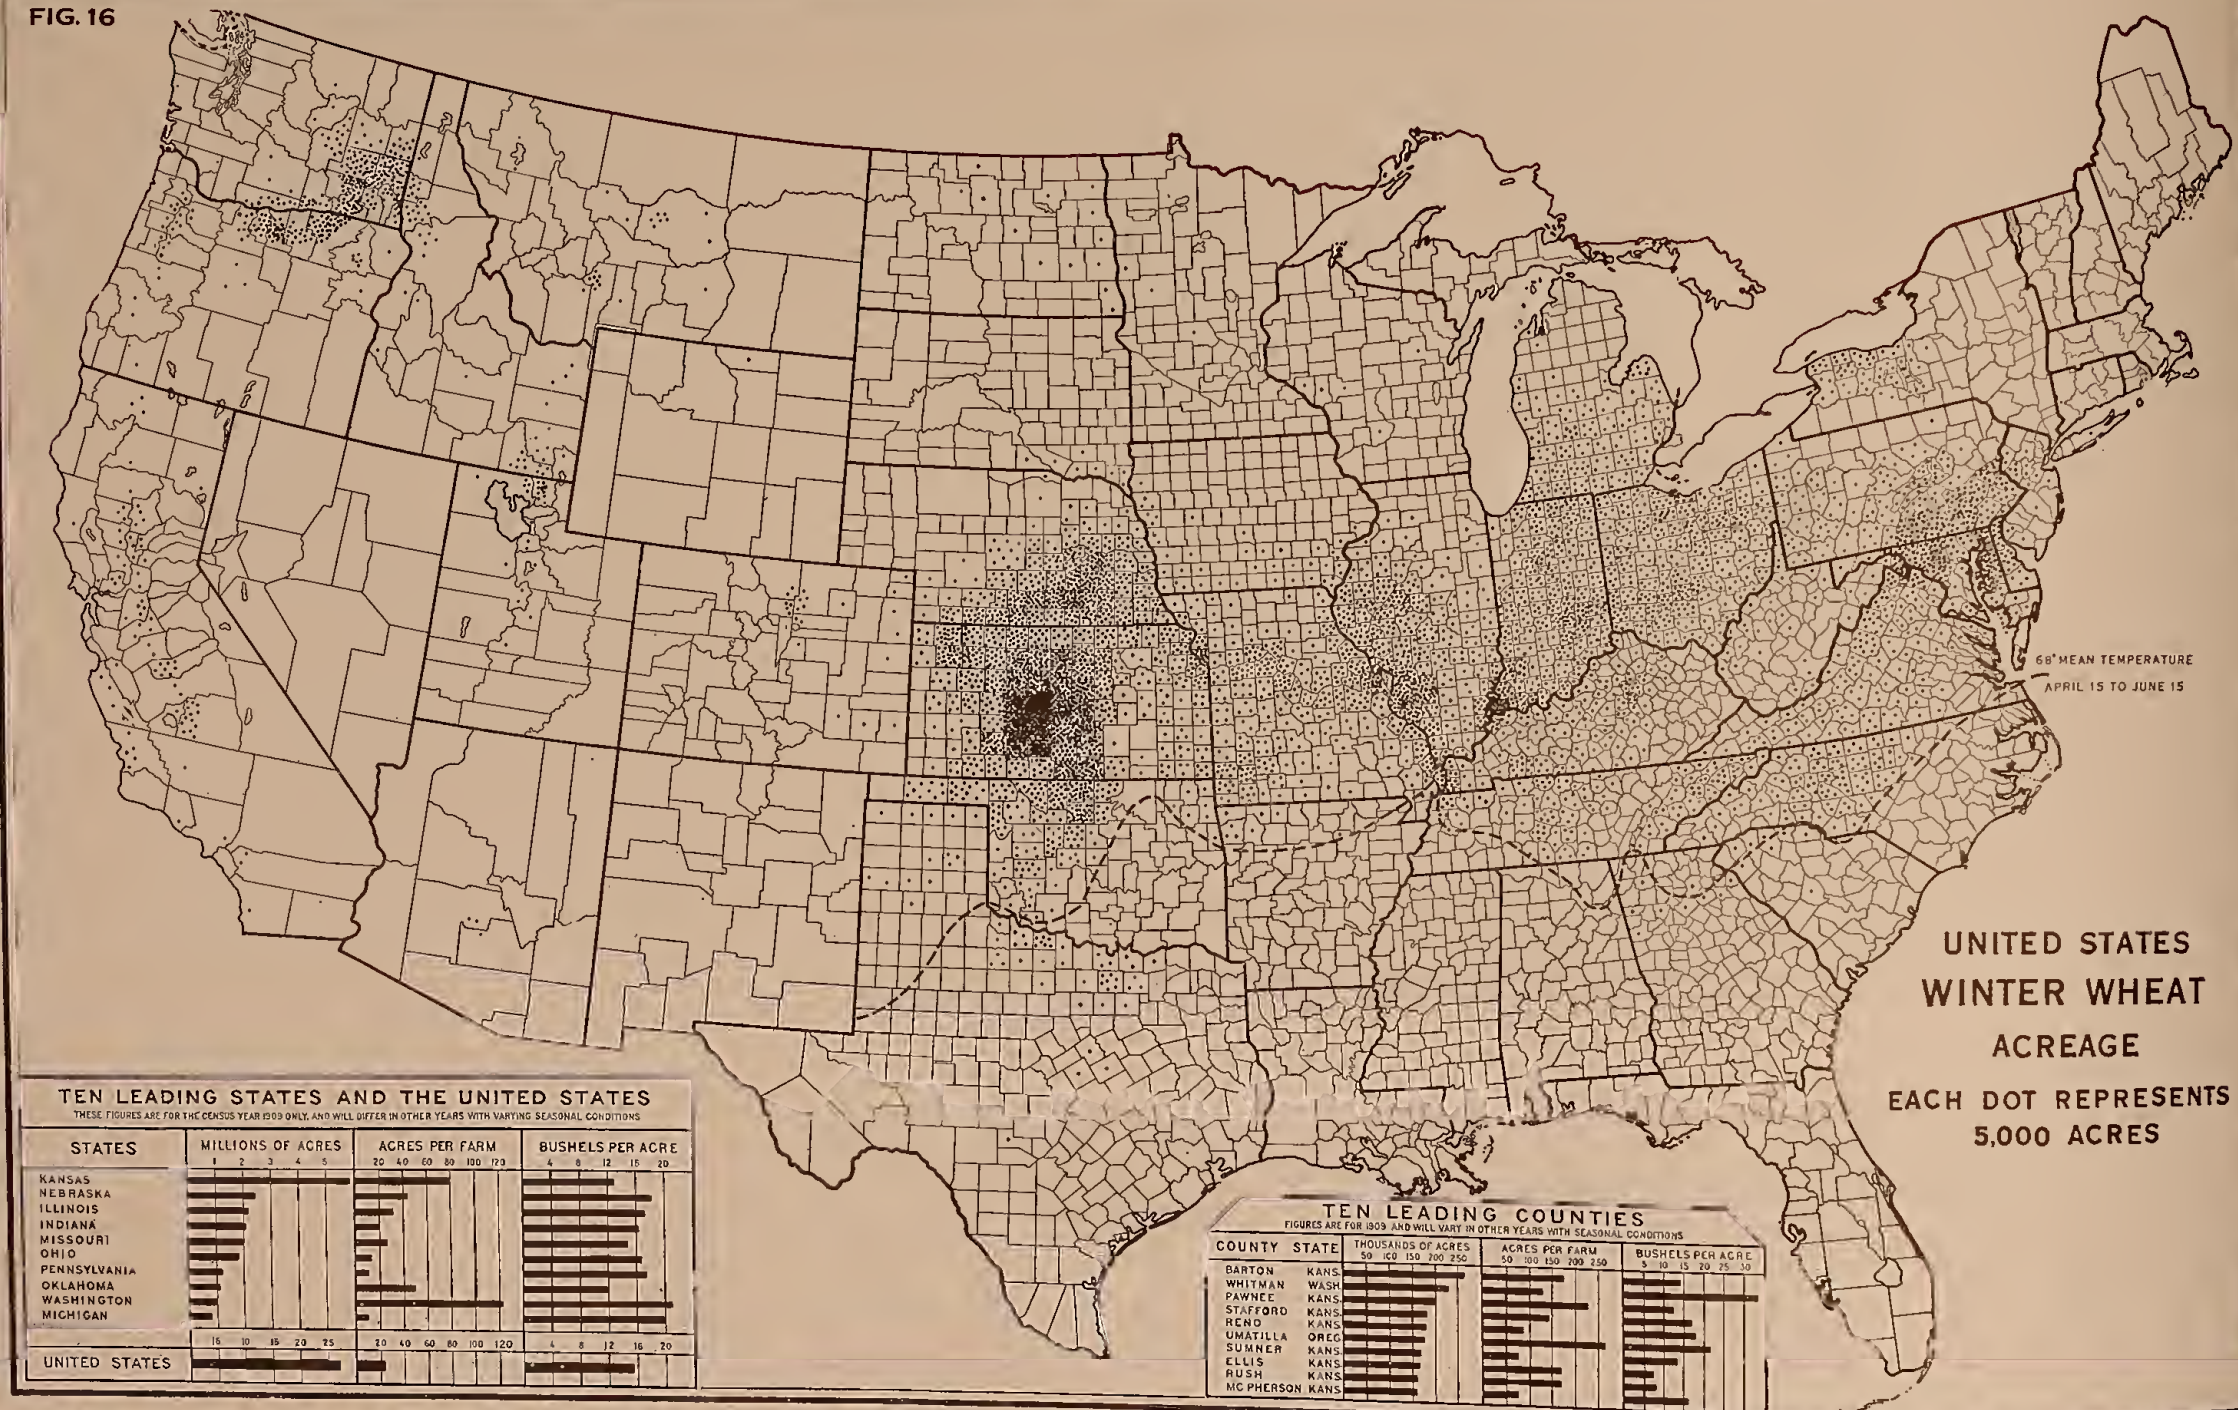 FIG. 16
68° MEAN TEMPERATURE
APRIL 15 TO JUNE 15
UNITED STATES
WINTER WHEAT
ACREAGE
EACH DOT REPRESENTS
5,000 ACRES
TEN LEADING STATES AND THE UNITED STATES
THESE FIGURES ARE FOR THE CENSUS YEAR 1909 ONLY, AND WILL DIFFER IN OTHER YEARS WITH VARYING SEASONAL CONDITIONS
STATES MILLIONS OF ACRES ACRES PER FARM BUSHELS PER ACRE
1 2 3 4 5 20 40 60 80 100 120 4 8 12 16 20
KANSAS
NEBRASKA
ILLINOIS
INDIANA
MISSOURI
OHIO
PENNSYLVANIA
OKLAHOMA
WASHINGTON
MICHIGAN
10 15 20 25 20 40 60 80 100 120 4 8 12 16 20
UNITED STATES
TEN LEADING COUNTIES
FIGURES ARE FOR 1909 AND WILL VARY IN OTHER YEARS WITH SEASONAL CONDITIONS
COUNTY STATE THOUSANDS OF ACRES ACRES PER FARM BUSHELS PER ACRE
50 100 150 200 250 50 100 150 200 250 5 10 15 20 25 30
BARTON KANS.
WHITMAN WASH
PAWNEE KANS.
STAFFORD KANS.
RENO KANS.
UMATILLA OREG
SUMNER KANS.
ELLIS KANS.
RUSH KANS.
MC PHERSON KANS